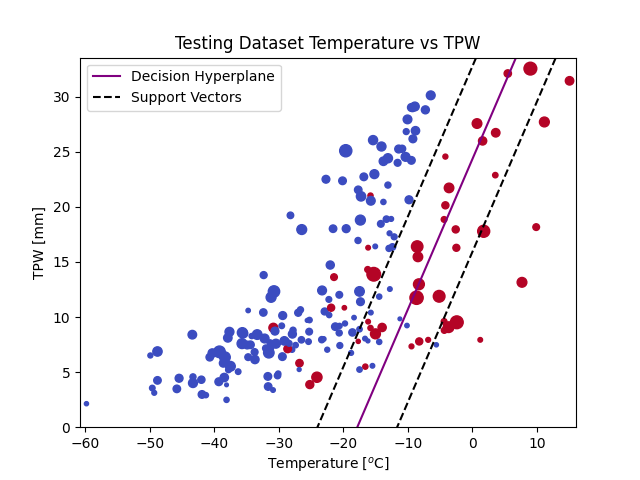 Testing Dataset Temperature vs TPW
Decision Hyperplane
Support Vectors
TPW [mm]
30
25
20
15
10
5
0
−60 −50 −40 −30 −20 −10 0 10
Temperature [°C]